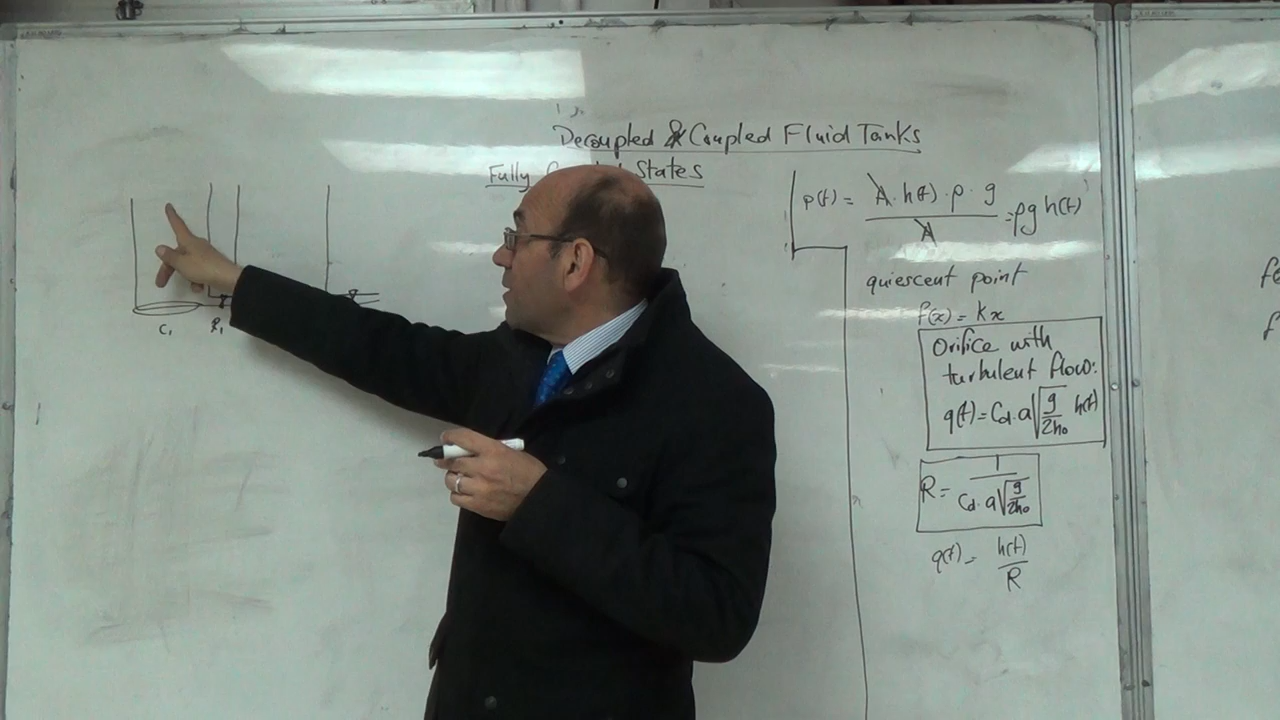 Decoupled & Coupled Fluid Tanks
Fully States
C₁ R₁
p(t) = A·h(t)·ρ·g / A = ρg h(t)
quiescent point
f(x) = kx
Orifice with
turbulent flow:
q(t) = Cd·a√(g/2h₀) h(t)
R = 1 / (Cd·a√(g/2h₀))
q(t) = h(t) / R